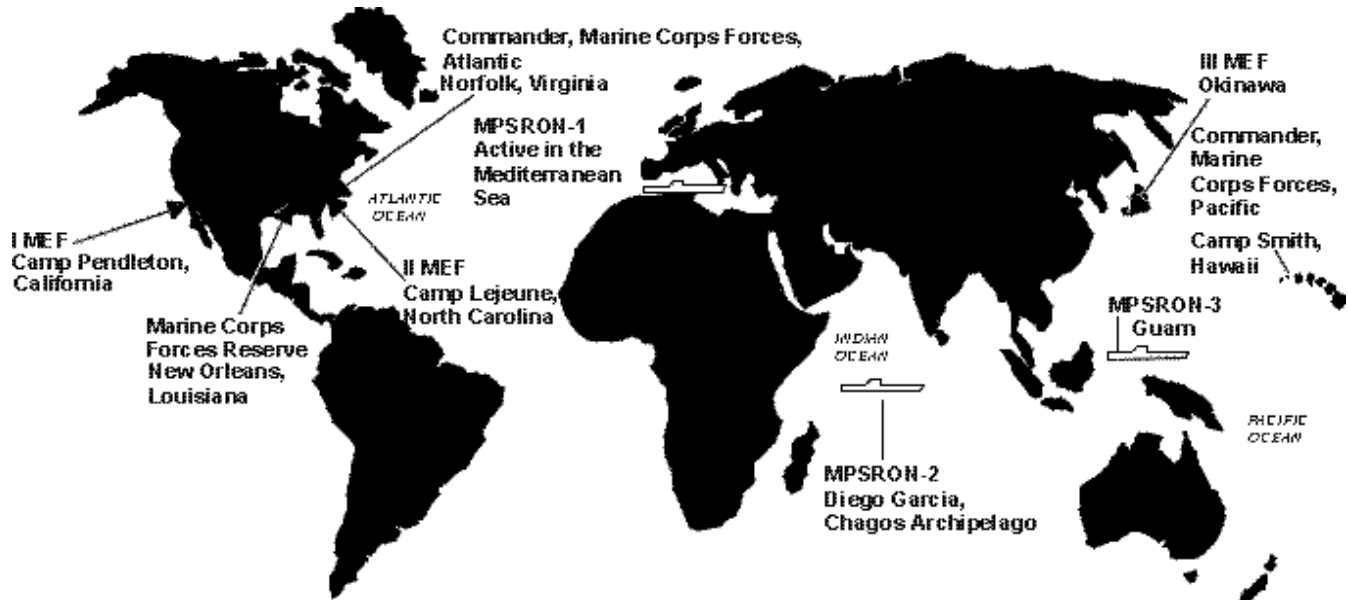 Commander, Marine Corps Forces,
Atlantic
Norfolk, Virginia
III MEF
Okinawa
MPSRON-1
Active in the
Mediterranean
Sea
Commander,
Marine
Corps Forces,
Pacific
ATLANTIC
OCEAN
I MEF
Camp Pendleton,
California
II MEF
Camp Lejeune,
North Carolina
Camp Smith,
Hawaii
Marine Corps
Forces Reserve
New Orleans,
Louisiana
MPSRON-3
Guam
INDIAN
OCEAN
PACIFIC
OCEAN
MPSRON-2
Diego Garcia,
Chagos Archipelago